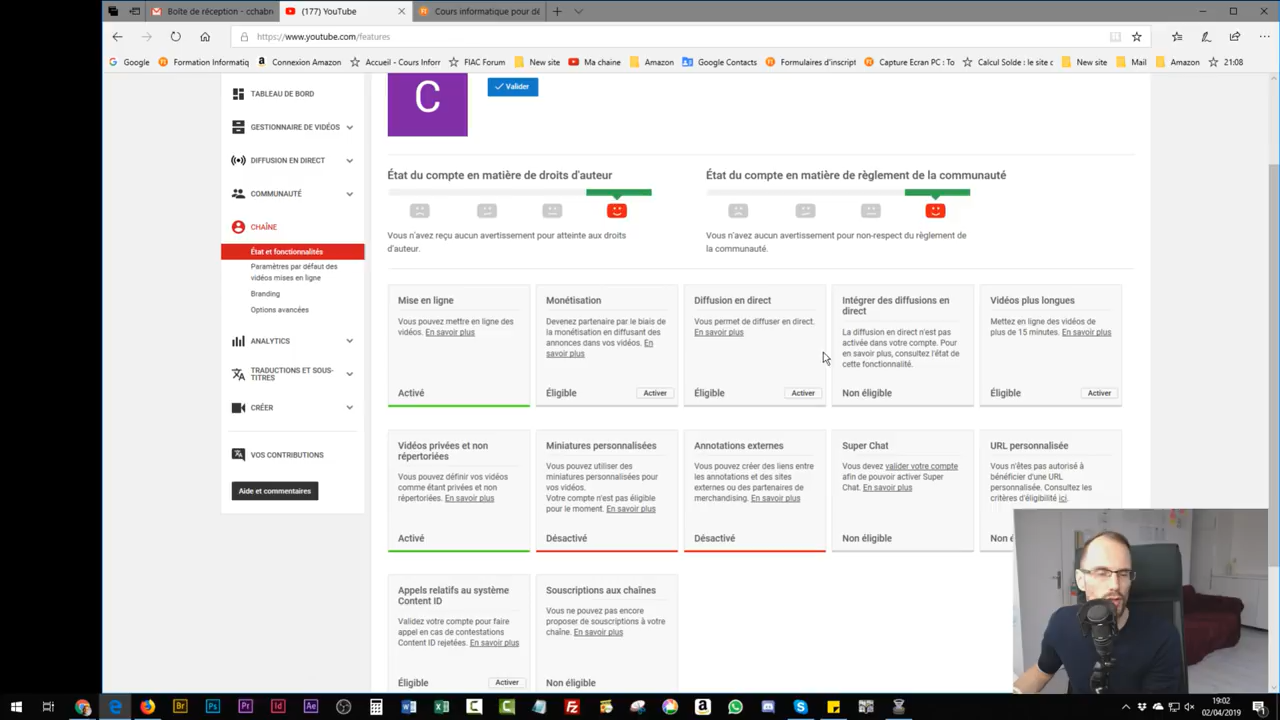 Boîte de réception - cchabre
(177) YouTube
Cours informatique pour dé
https://www.youtube.com/features
Google
Formation Informatiq
Connexion Amazon
Accueil - Cours Inforr
FIAC Forum
New site
Ma chaine
Amazon
Google Contacts
Formulaires d'inscript
Capture Ecran PC : To
Calcul Solde : le site c
New site
Mail
Amazon
21:08
TABLEAU DE BORD
GESTIONNAIRE DE VIDÉOS
DIFFUSION EN DIRECT
COMMUNAUTÉ
CHAÎNE
État et fonctionnalités
Paramètres par défaut des
vidéos mises en ligne
Branding
Options avancées
ANALYTICS
TRADUCTIONS ET SOUS-
TITRES
CRÉER
VOS CONTRIBUTIONS
Aide et commentaires
C
Valider
État du compte en matière de droits d'auteur
Vous n'avez reçu aucun avertissement pour atteinte aux droits
d'auteur.
État du compte en matière de règlement de la communauté
Vous n'avez aucun avertissement pour non-respect du règlement de
la communauté.
Mise en ligne
Vous pouvez mettre en ligne des
vidéos. En savoir plus
Activé
Monétisation
Devenez partenaire par le biais de
la monétisation en diffusant des
annonces dans vos vidéos. En
savoir plus
Éligible
Activer
Diffusion en direct
Vous permet de diffuser en direct.
En savoir plus
Éligible
Activer
Intégrer des diffusions en
direct
La diffusion en direct n'est pas
activée dans votre compte. Pour
en savoir plus, consultez l'état de
cette fonctionnalité.
Non éligible
Vidéos plus longues
Mettez en ligne des vidéos de
plus de 15 minutes. En savoir plus
Éligible
Activer
Vidéos privées et non
répertoriées
Vous pouvez définir vos vidéos
comme étant privées et non
répertoriées. En savoir plus
Activé
Miniatures personnalisées
Vous pouvez utiliser des
miniatures personnalisées pour
vos vidéos.
Votre compte n'est pas éligible
pour le moment. En savoir plus
Désactivé
Annotations externes
Vous pouvez créer des liens entre
les annotations et des sites
externes ou des partenaires de
merchandising. En savoir plus
Désactivé
Super Chat
Vous devez valider votre compte
afin de pouvoir activer Super
Chat. En savoir plus
Non éligible
URL personnalisée
Vous n'êtes pas autorisé à
bénéficier d'une URL
personnalisée. Consultez les
critères d'éligibilité ici.
Non é
Appels relatifs au système
Content ID
Validez votre compte pour faire
appel en cas de contestations
Content ID rejetées. En savoir plus
Éligible
Activer
Souscriptions aux chaînes
Vous ne pouvez pas encore
proposer de souscriptions à votre
chaîne. En savoir plus
Non éligible
Br
Ps
Pr
Id
Ai
Ae
19:02
02/04/2019